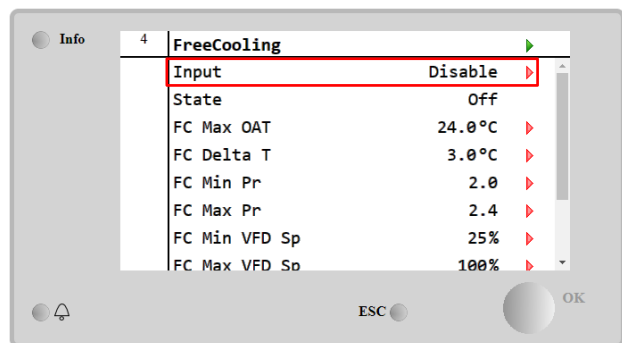 Info
4 FreeCooling
Input Disable
State Off
FC Max OAT 24.0°C
FC Delta T 3.0°C
FC Min Pr 2.0
FC Max Pr 2.4
FC Min VFD Sp 25%
FC Max VFD Sp 100%
ESC
OK